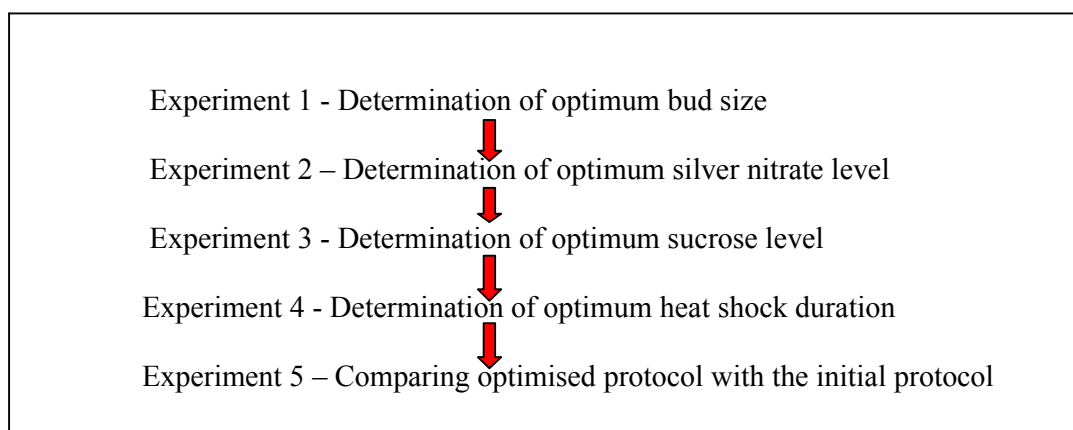 Experiment 1 - Determination of optimum bud size
Experiment 2 – Determination of optimum silver nitrate level
Experiment 3 - Determination of optimum sucrose level
Experiment 4 - Determination of optimum heat shock duration
Experiment 5 – Comparing optimised protocol with the initial protocol